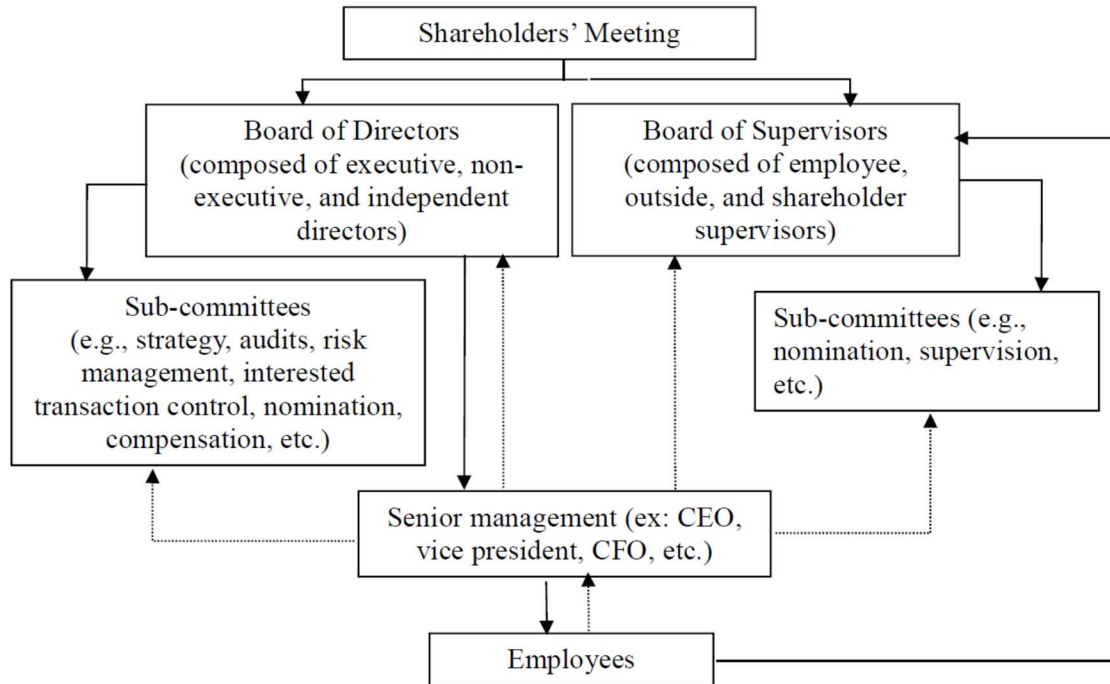 Shareholders’ Meeting
Board of Directors
(composed of executive, non-
executive, and independent
directors)
Board of Supervisors
(composed of employee,
outside, and shareholder
supervisors)
Sub-committees
(e.g., strategy, audits, risk
management, interested
transaction control, nomination,
compensation, etc.)
Sub-committees (e.g.,
nomination, supervision,
etc.)
Senior management (ex: CEO,
vice president, CFO, etc.)
Employees